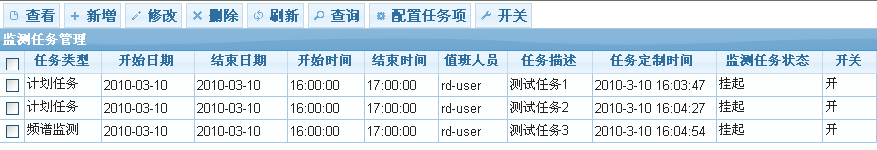 查看 新增 修改 删除 刷新 查询 配置任务项 开关
监测任务管理
任务类型 开始日期 结束日期 开始时间 结束时间 值班人员 任务描述 任务定制时间 监测任务状态 开关
计划任务 2010-03-10 2010-03-10 16:00:00 17:00:00 rd-user 测试任务1 2010-3-10 16:03:47 挂起 开
计划任务 2010-03-10 2010-03-10 16:00:00 17:00:00 rd-user 测试任务2 2010-3-10 16:04:27 挂起 开
频谱监测 2010-03-10 2010-03-10 16:00:00 17:00:00 rd-user 测试任务3 2010-3-10 16:04:54 挂起 开